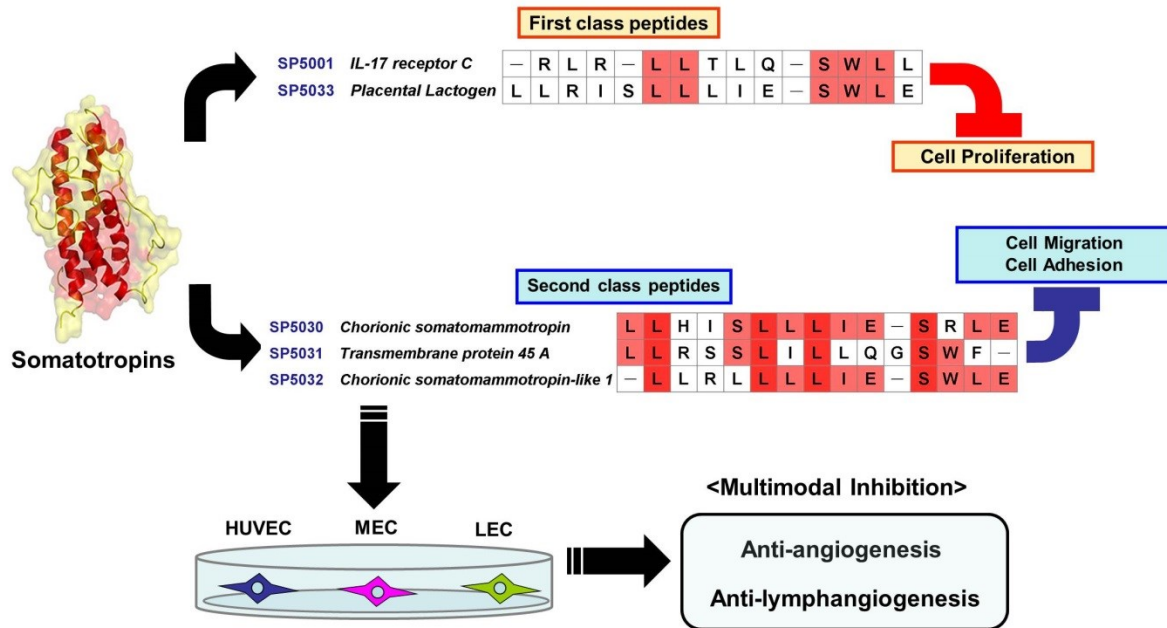 First class peptides
SP5001 IL-17 receptor C – R L R – L L T L Q – S W L L
SP5033 Placental Lactogen L L R I S L L L I E – S W L E
Cell Proliferation
Cell Migration
Cell Adhesion
Second class peptides
SP5030 Chorionic somatomammotropin L L H I S L L L I E – S R L E
SP5031 Transmembrane protein 45 A L L R S S L I L L Q G S W F –
SP5032 Chorionic somatomammotropin-like 1 – L L R L L L L I E – S W L E
Somatotropins
<Multimodal Inhibition>
HUVEC MEC LEC
Anti-angiogenesis
Anti-lymphangiogenesis